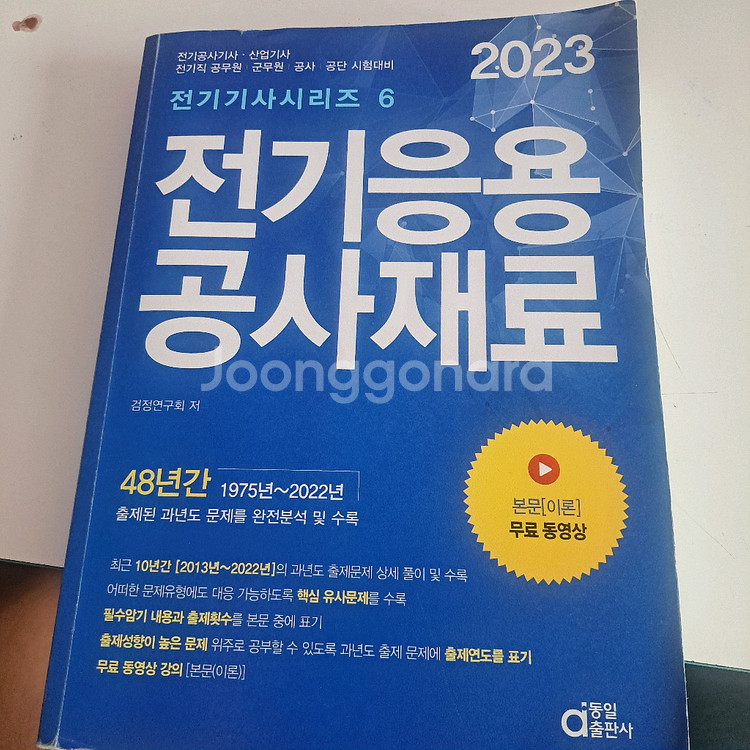 전기공사기사 · 산업기사
전기직 공무원 | 군무원 | 공사 | 공단 시험대비
2023
전기기사시리즈 6
전기응용
공사재료
Joonggonara
검정연구회 저
48년간 1975년~2022년
출제된 과년도 문제를 완전분석 및 수록
본문[이론]
무료 동영상
최근 10년간 [2013년~2022년]의 과년도 출제문제 상세 풀이 및 수록
어떠한 문제유형에도 대응 가능하도록 핵심 유사문제를 수록
필수암기 내용과 출제횟수를 본문 중에 표기
출제성향이 높은 문제 위주로 공부할 수 있도록 과년도 출제 문제에 출제연도를 표기
무료 동영상 강의 [본문(이론)]
동일
출판사